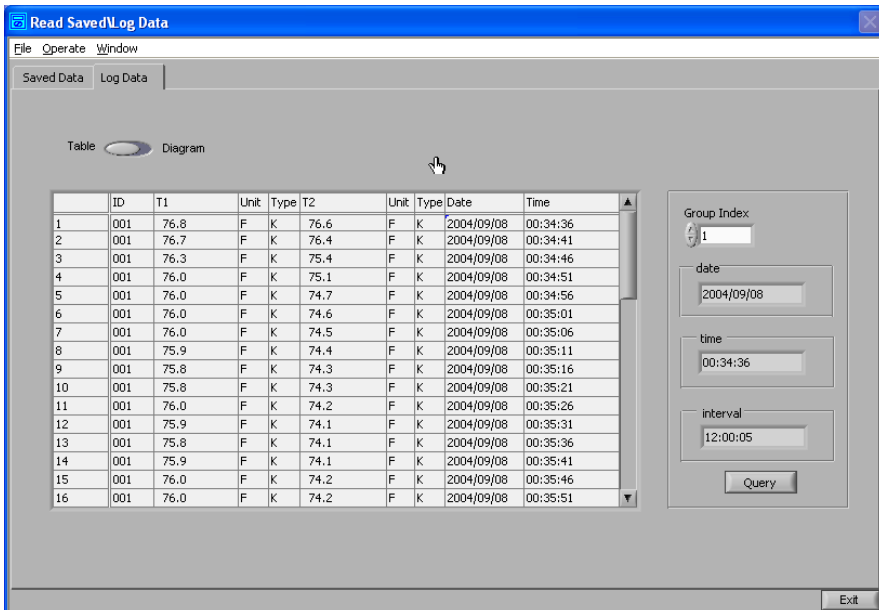 Read Saved\Log Data
File Operate Window
Saved Data Log Data
Table Diagram
ID T1 Unit Type T2 Unit Type Date Time
1 001 76.8 F K 76.6 F K 2004/09/08 00:34:36
2 001 76.7 F K 76.4 F K 2004/09/08 00:34:41
3 001 76.3 F K 75.4 F K 2004/09/08 00:34:46
4 001 76.0 F K 75.1 F K 2004/09/08 00:34:51
5 001 76.0 F K 74.7 F K 2004/09/08 00:34:56
6 001 76.0 F K 74.6 F K 2004/09/08 00:35:01
7 001 76.0 F K 74.5 F K 2004/09/08 00:35:06
8 001 75.9 F K 74.4 F K 2004/09/08 00:35:11
9 001 75.8 F K 74.3 F K 2004/09/08 00:35:16
10 001 75.8 F K 74.3 F K 2004/09/08 00:35:21
11 001 76.0 F K 74.2 F K 2004/09/08 00:35:26
12 001 75.9 F K 74.1 F K 2004/09/08 00:35:31
13 001 75.8 F K 74.1 F K 2004/09/08 00:35:36
14 001 75.9 F K 74.1 F K 2004/09/08 00:35:41
15 001 76.0 F K 74.2 F K 2004/09/08 00:35:46
16 001 76.0 F K 74.2 F K 2004/09/08 00:35:51
Group Index
1
date
2004/09/08
time
00:34:36
interval
12:00:05
Query
Exit